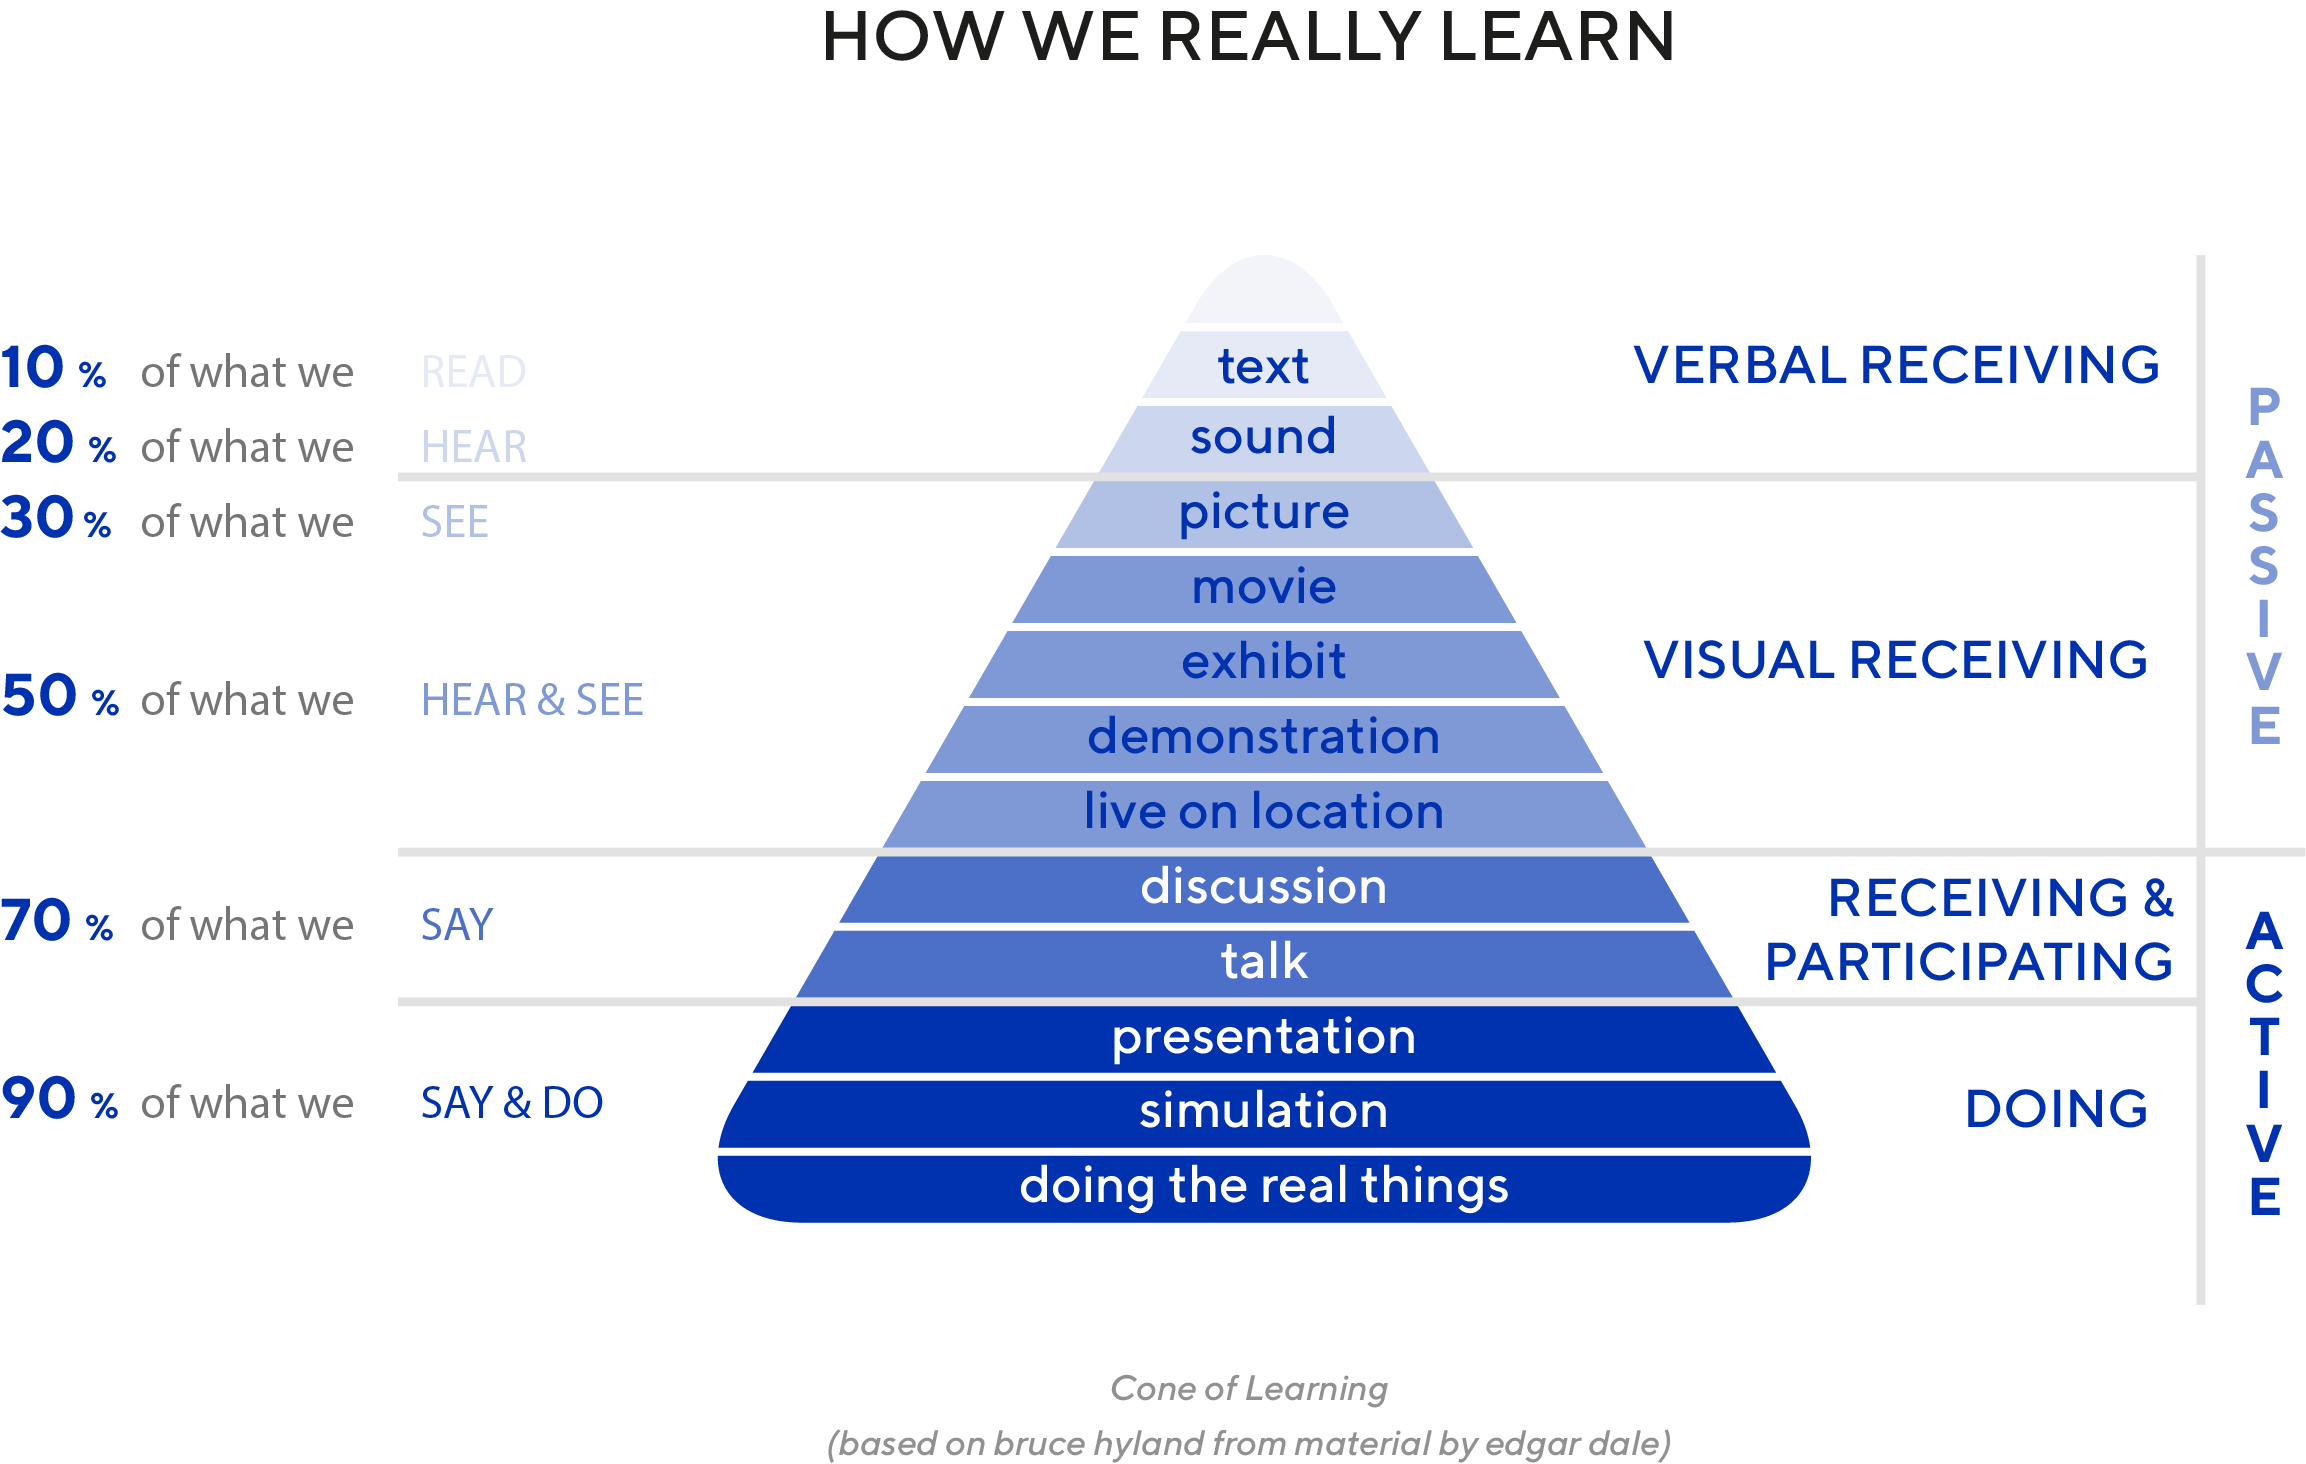 HOW WE REALLY LEARN
10 % of what we READ text VERBAL RECEIVING
20 % of what we HEAR sound
30 % of what we SEE picture
movie
exhibit VISUAL RECEIVING
50 % of what we HEAR & SEE
demonstration
live on location
PASSIVE
discussion RECEIVING &
70 % of what we SAY
talk PARTICIPATING
presentation
90 % of what we SAY & DO simulation DOING
doing the real things
ACTIVE
Cone of Learning
(based on bruce hyland from material by edgar dale)